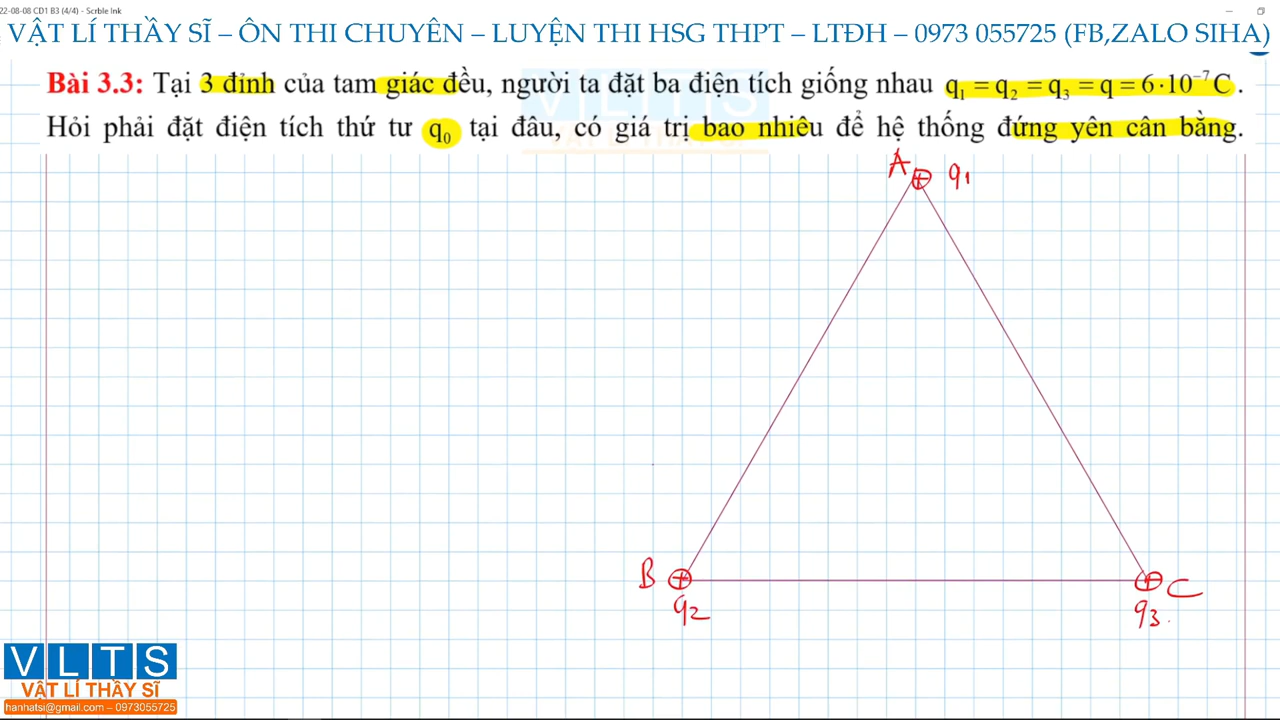 22-08-08 CD1 B3 (4/4) - Scrble Ink
VẬT LÍ THẦY SĨ – ÔN THI CHUYÊN – LUYỆN THI HSG THPT – LTĐH – 0973 055725 (FB,ZALO SIHA)
Bài 3.3: Tại 3 đỉnh của tam giác đều, người ta đặt ba điện tích giống nhau q₁ = q₂ = q₃ = q = 6·10⁻⁷ C.
Hỏi phải đặt điện tích thứ tư q₀ tại đâu, có giá trị bao nhiêu để hệ thống đứng yên cân bằng.
A + q₁
B + + C
q₂ q₃
VLTS
VẬT LÍ THẦY SĨ
hanhatsi@gmail.com – 0973055725